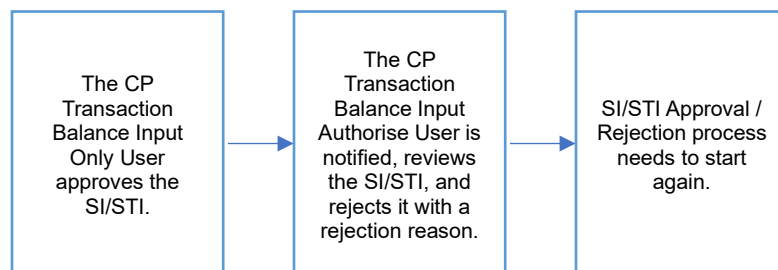 The CP
Transaction
Balance Input
Only User
approves the
SI/STI.
The CP
Transaction
Balance Input
Authorise User is
notified, reviews
the SI/STI, and
rejects it with a
rejection reason.
SI/STI Approval /
Rejection process
needs to start
again.